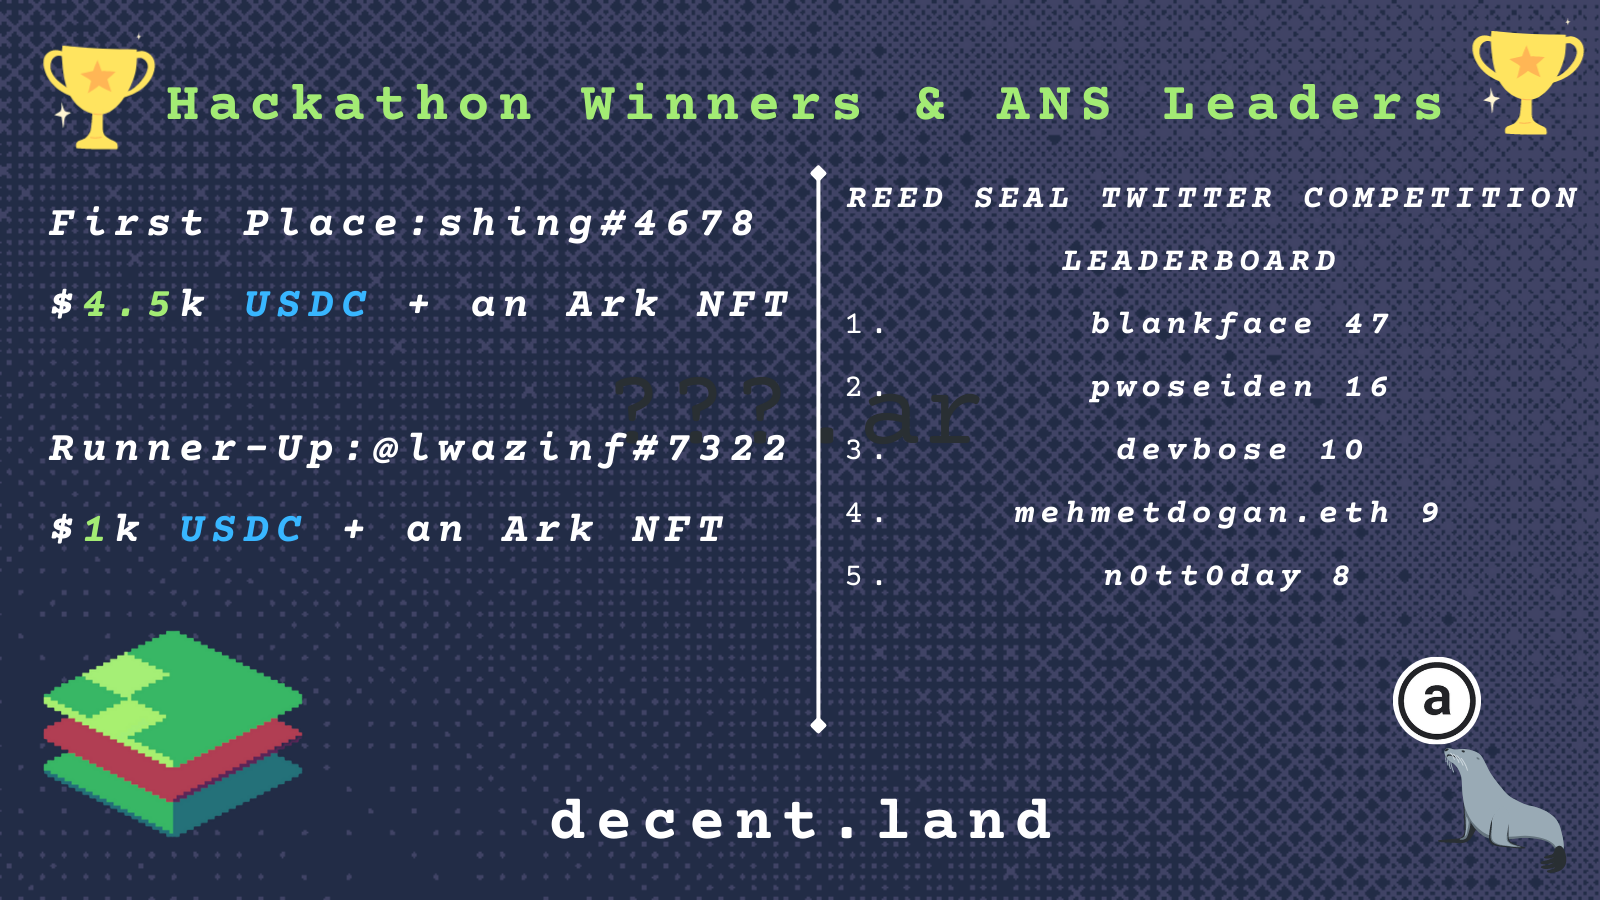 Hackathon Winners & ANS Leaders
First Place:shing#4678
$4.5k USDC + an Ark NFT
Runner-Up:@lwazinf#7322
$1k USDC + an Ark NFT
REED SEAL TWITTER COMPETITION
LEADERBOARD
1. blankface 47
2. pwoseiden 16
3. devbose 10
4. mehmetdogan.eth 9
5. n0tt0day 8
???.ar
a
decent.land